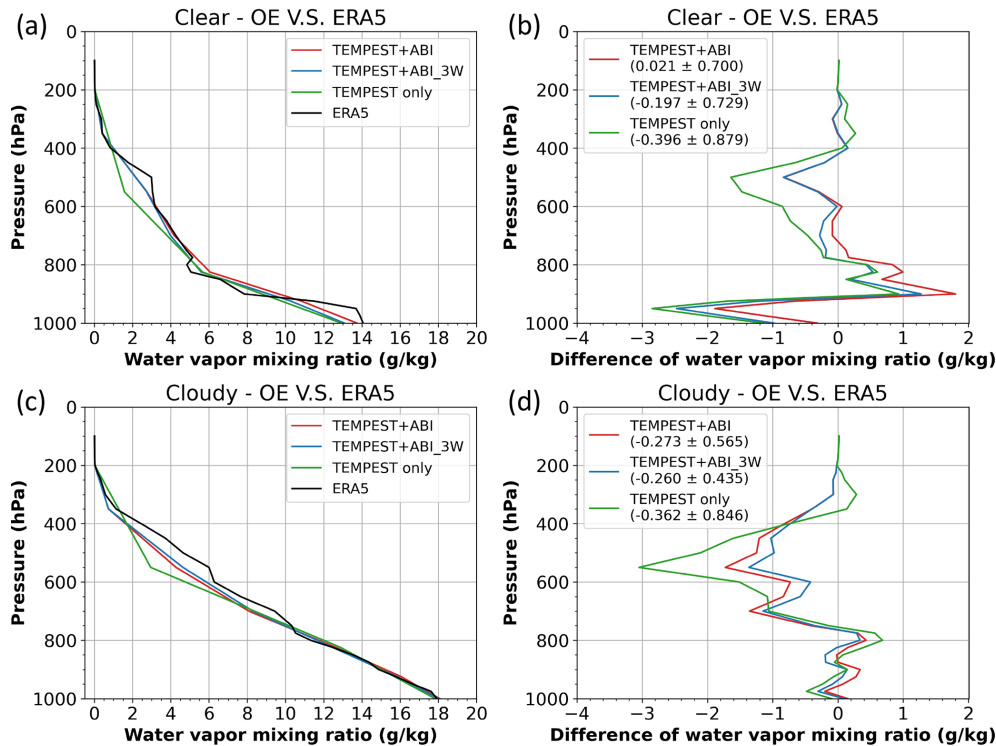 (a)
Clear - OE V.S. ERA5
0
200
400
600
800
1000
Pressure (hPa)
TEMPEST+ABI
TEMPEST+ABI_3W
TEMPEST only
ERA5
0 2 4 6 8 10 12 14 16 18 20
Water vapor mixing ratio (g/kg)
(b)
Clear - OE V.S. ERA5
0
200
400
600
800
1000
Pressure (hPa)
TEMPEST+ABI
(0.021 ± 0.700)
TEMPEST+ABI_3W
(-0.197 ± 0.729)
TEMPEST only
(-0.396 ± 0.879)
−4 −3 −2 −1 0 1 2
Difference of water vapor mixing ratio (g/kg)
(c)
Cloudy - OE V.S. ERA5
0
200
400
600
800
1000
Pressure (hPa)
TEMPEST+ABI
TEMPEST+ABI_3W
TEMPEST only
ERA5
0 2 4 6 8 10 12 14 16 18 20
Water vapor mixing ratio (g/kg)
(d)
Cloudy - OE V.S. ERA5
0
200
400
600
800
1000
Pressure (hPa)
TEMPEST+ABI
(-0.273 ± 0.565)
TEMPEST+ABI_3W
(-0.260 ± 0.435)
TEMPEST only
(-0.362 ± 0.846)
−4 −3 −2 −1 0 1 2
Difference of water vapor mixing ratio (g/kg)